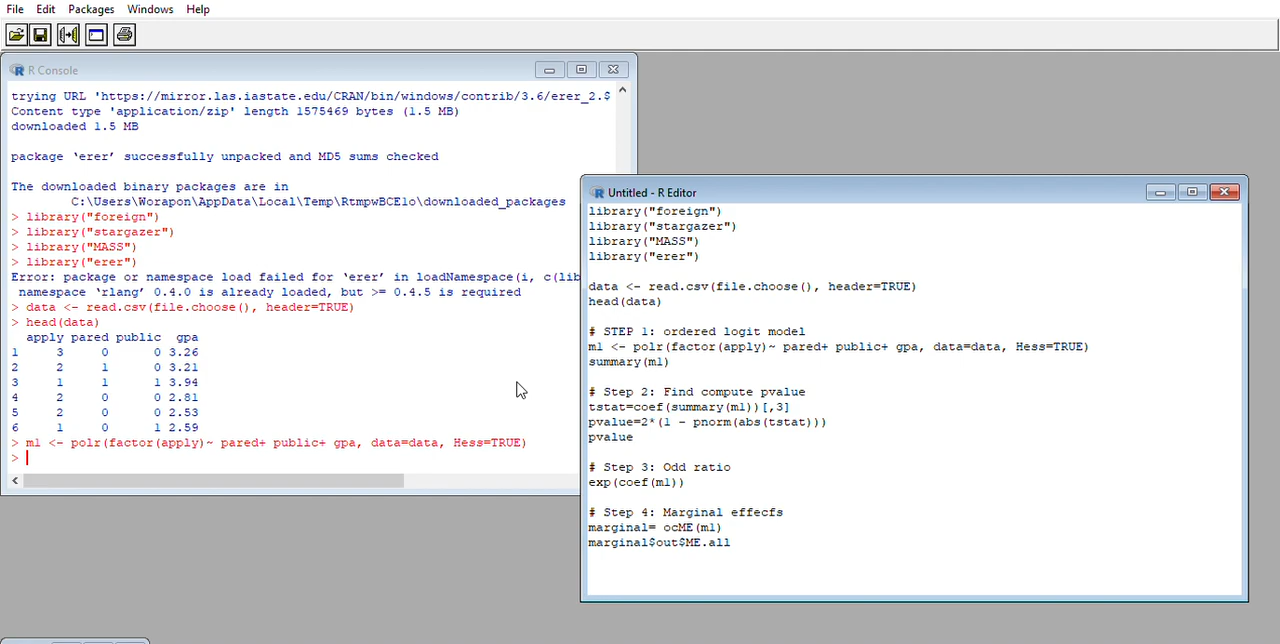 File Edit Packages Windows Help
R Console
trying URL 'https://mirror.las.iastate.edu/CRAN/bin/windows/contrib/3.6/erer_2.$
Content type 'application/zip' length 1575469 bytes (1.5 MB)
downloaded 1.5 MB
package ‘erer’ successfully unpacked and MD5 sums checked
The downloaded binary packages are in
C:\Users\Worapon\AppData\Local\Temp\RtmpwBCE1o\downloaded_packages
> library("foreign")
> library("stargazer")
> library("MASS")
> library("erer")
Error: package or namespace load failed for ‘erer’ in loadNamespace(i, c(lib
namespace ‘rlang’ 0.4.0 is already loaded, but >= 0.4.5 is required
> data <- read.csv(file.choose(), header=TRUE)
> head(data)
apply pared public gpa
1 3 0 0 3.26
2 2 1 0 3.21
3 1 1 1 3.94
4 2 0 0 2.81
5 2 0 0 2.53
6 1 0 1 2.59
> m1 <- polr(factor(apply)~ pared+ public+ gpa, data=data, Hess=TRUE)
>
Untitled - R Editor
library("foreign")
library("stargazer")
library("MASS")
library("erer")
data <- read.csv(file.choose(), header=TRUE)
head(data)
# STEP 1: ordered logit model
m1 <- polr(factor(apply)~ pared+ public+ gpa, data=data, Hess=TRUE)
summary(m1)
# Step 2: Find compute pvalue
tstat=coef(summary(m1))[,3]
pvalue=2*(1 - pnorm(abs(tstat)))
pvalue
# Step 3: Odd ratio
exp(coef(m1))
# Step 4: Marginal effecfs
marginal= ocME(m1)
marginal$out$ME.all